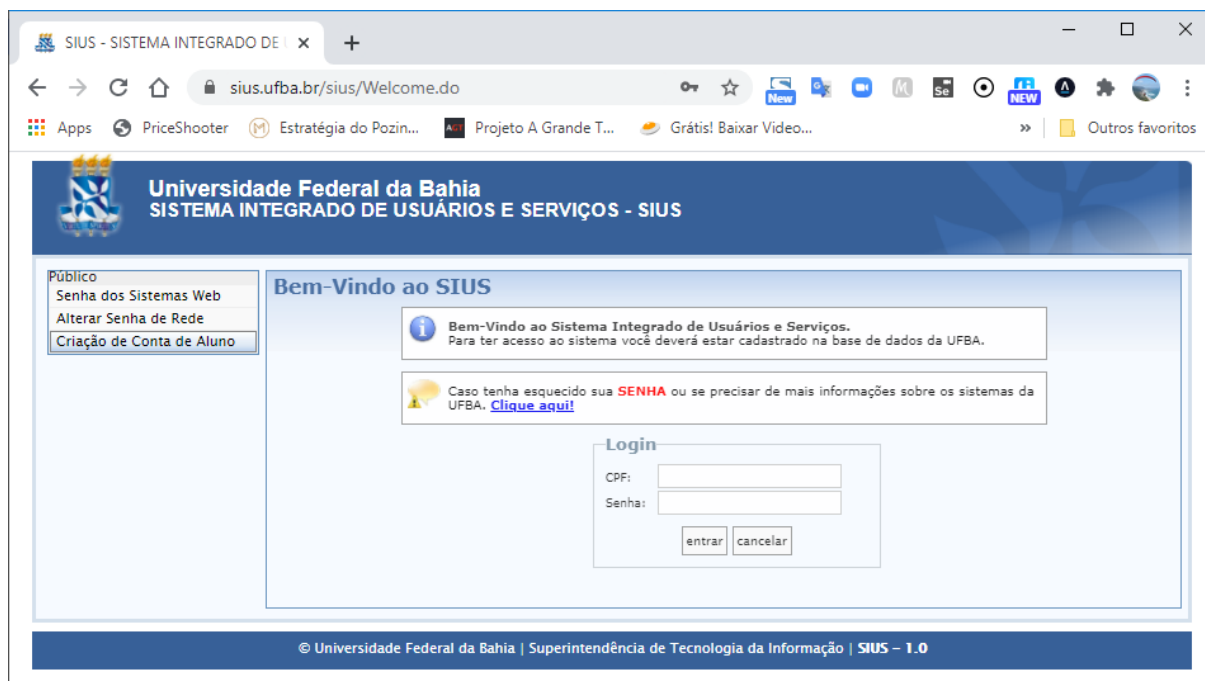 SIUS - SISTEMA INTEGRADO DE
sius.ufba.br/sius/Welcome.do
New
Se
NEW
Apps
PriceShooter
Estratégia do Pozin...
AGT
Projeto A Grande T...
Grátis! Baixar Video...
»
Outros favoritos
Universidade Federal da Bahia
SISTEMA INTEGRADO DE USUÁRIOS E SERVIÇOS - SIUS
Público
Senha dos Sistemas Web
Alterar Senha de Rede
Criação de Conta de Aluno
Bem-Vindo ao SIUS
Bem-Vindo ao Sistema Integrado de Usuários e Serviços.
Para ter acesso ao sistema você deverá estar cadastrado na base de dados da UFBA.
Caso tenha esquecido sua SENHA ou se precisar de mais informações sobre os sistemas da
UFBA. Clique aqui!
Login
CPF:
Senha:
entrar cancelar
© Universidade Federal da Bahia | Superintendência de Tecnologia da Informação | SIUS – 1.0